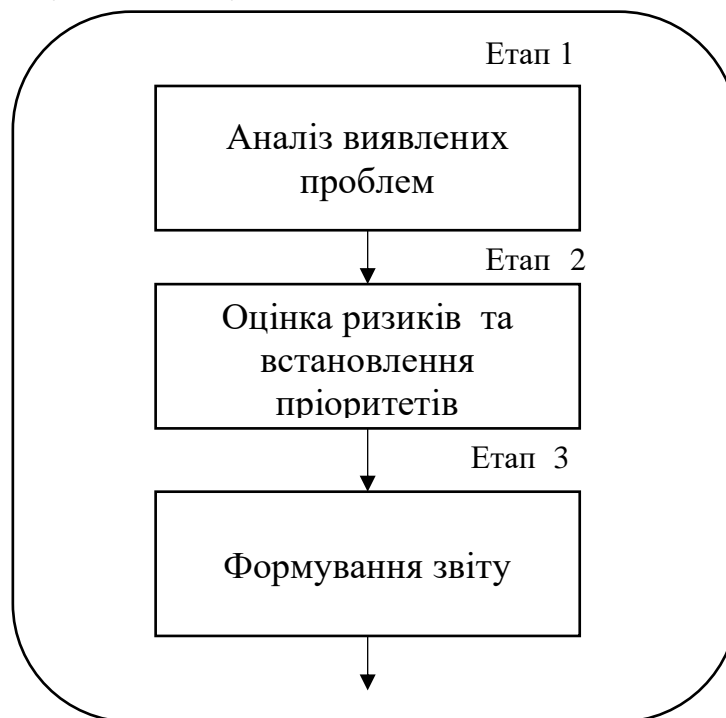 Етап 1
Аналіз виявлених
проблем
Етап 2
Оцінка ризиків та
встановлення
пріоритетів
Етап 3
Формування звіту